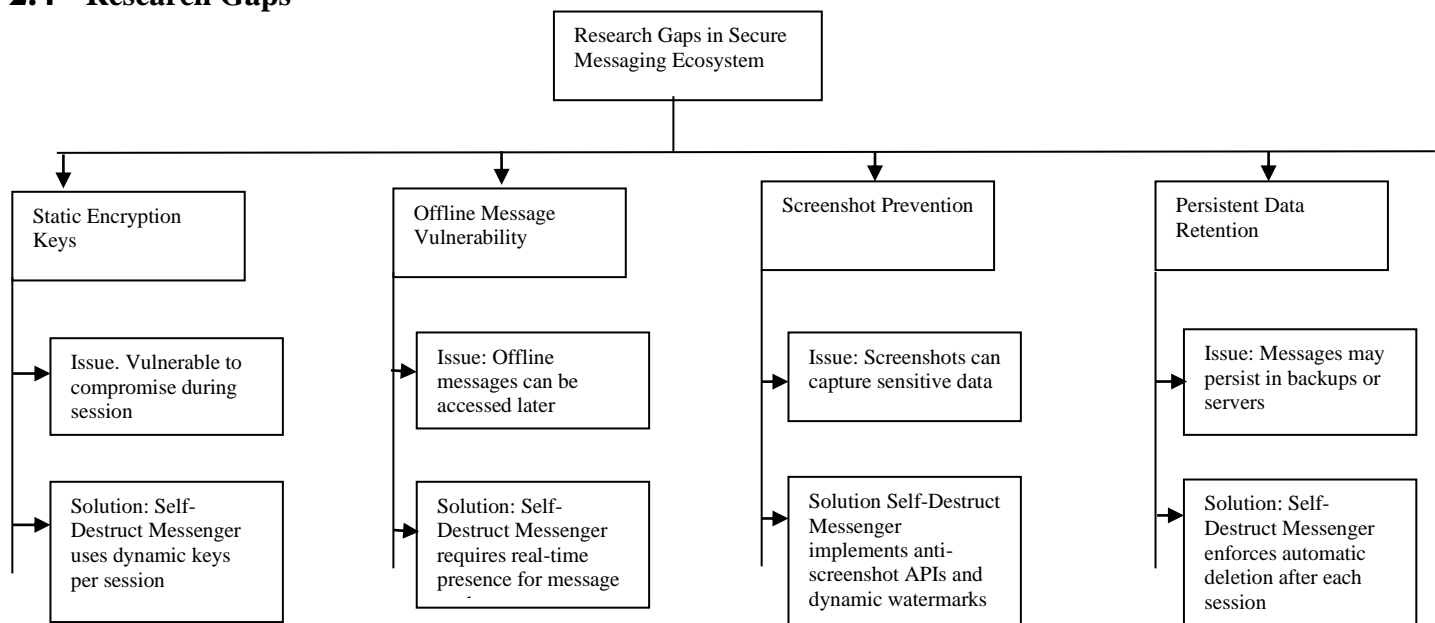 2.4 Research Gaps
Research Gaps in Secure
Messaging Ecosystem
Static Encryption
Keys
Offline Message
Vulnerability
Screenshot Prevention
Persistent Data
Retention
Issue. Vulnerable to
compromise during
session
Issue: Offline
messages can be
accessed later
Issue: Screenshots can
capture sensitive data
Issue: Messages may
persist in backups or
servers
Solution: Self-
Destruct Messenger
uses dynamic keys
per session
Solution: Self-
Destruct Messenger
requires real-time
presence for message
Solution Self-Destruct
Messenger
implements anti-
screenshot APIs and
dynamic watermarks
Solution: Self-
Destruct Messenger
enforces automatic
deletion after each
session